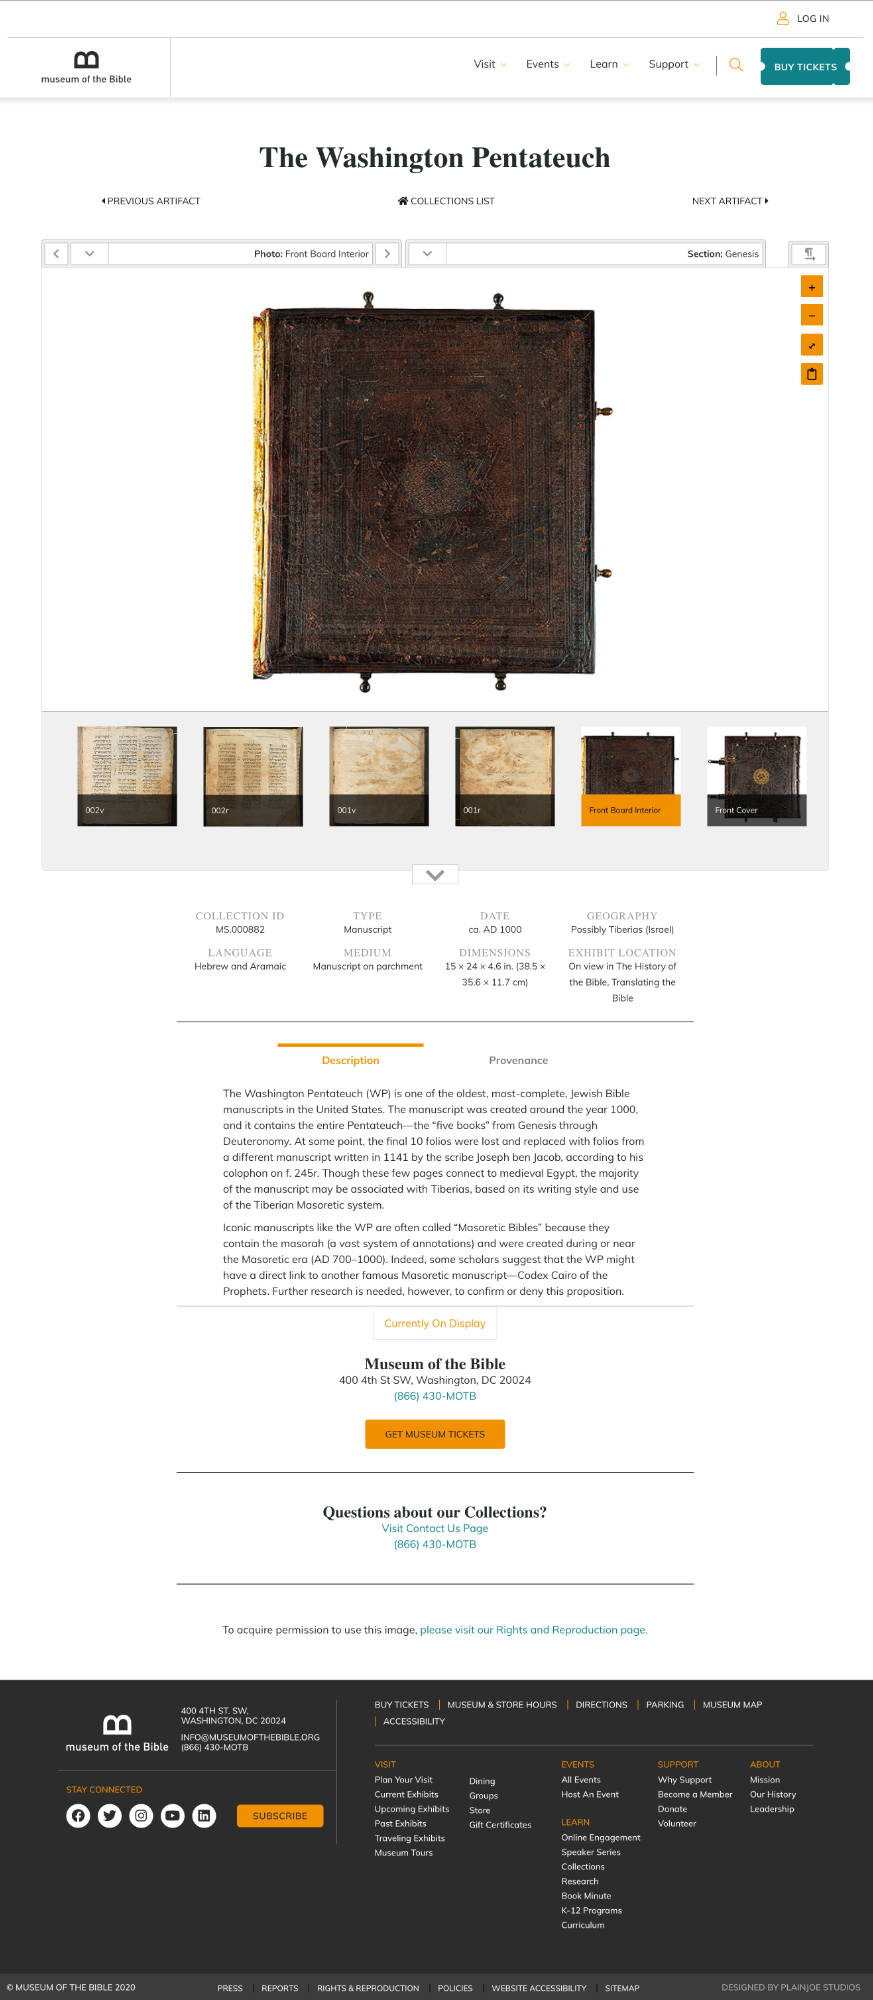 LOG IN
museum of the Bible
Visit
Events
Learn
Support
BUY TICKETS
The Washington Pentateuch
PREVIOUS ARTIFACT
COLLECTIONS LIST
NEXT ARTIFACT
Photo: Front Board Interior
Section: Genesis
002v
002r
001v
001r
Front Board Interior
Front Cover
COLLECTION ID
MS.000882
TYPE
Manuscript
DATE
ca. AD 1000
GEOGRAPHY
Possibly Tiberias (Israel)
LANGUAGE
Hebrew and Aramaic
MEDIUM
Manuscript on parchment
DIMENSIONS
15 × 24 × 4.6 in. (38.5 ×
35.6 × 11.7 cm)
EXHIBIT LOCATION
On view in The History of
the Bible, Translating the
Bible
Description
Provenance
The Washington Pentateuch (WP) is one of the oldest, most-complete, Jewish Bible
manuscripts in the United States. The manuscript was created around the year 1000,
and it contains the entire Pentateuch—the “five books” from Genesis through
Deuteronomy. At some point, the final 10 folios were lost and replaced with folios from
a different manuscript written in 1141 by the scribe Joseph ben Jacob, according to his
colophon on f. 245r. Though these few pages connect to medieval Egypt, the majority
of the manuscript may be associated with Tiberias, based on its writing style and use
of the Tiberian Masoretic system.
Iconic manuscripts like the WP are often called “Masoretic Bibles” because they
contain the masorah (a vast system of annotations) and were created during or near
the Masoretic era (AD 700–1000). Indeed, some scholars suggest that the WP might
have a direct link to another famous Masoretic manuscript—Codex Cairo of the
Prophets. Further research is needed, however, to confirm or deny this proposition.
Currently On Display
Museum of the Bible
400 4th St SW, Washington, DC 20024
(866) 430-MOTB
GET MUSEUM TICKETS
Questions about our Collections?
Visit Contact Us Page
(866) 430-MOTB
To acquire permission to use this image, please visit our Rights and Reproduction page.
museum of the Bible
400 4TH ST. SW,
WASHINGTON, DC 20024
INFO@MUSEUMOFTHEBIBLE.ORG
(866) 430-MOTB
STAY CONNECTED
SUBSCRIBE
BUY TICKETS | MUSEUM & STORE HOURS | DIRECTIONS | PARKING | MUSEUM MAP
| ACCESSIBILITY
VISIT
Plan Your Visit
Current Exhibits
Upcoming Exhibits
Past Exhibits
Traveling Exhibits
Museum Tours
Dining
Groups
Store
Gift Certificates
EVENTS
All Events
Host An Event
LEARN
Online Engagement
Speaker Series
Collections
Research
Book Minute
K-12 Programs
Curriculum
SUPPORT
Why Support
Become a Member
Donate
Volunteer
ABOUT
Mission
Our History
Leadership
© MUSEUM OF THE BIBLE 2020
PRESS | REPORTS | RIGHTS & REPRODUCTION | POLICIES | WEBSITE ACCESSIBILITY | SITEMAP
DESIGNED BY PLAINJOE STUDIOS